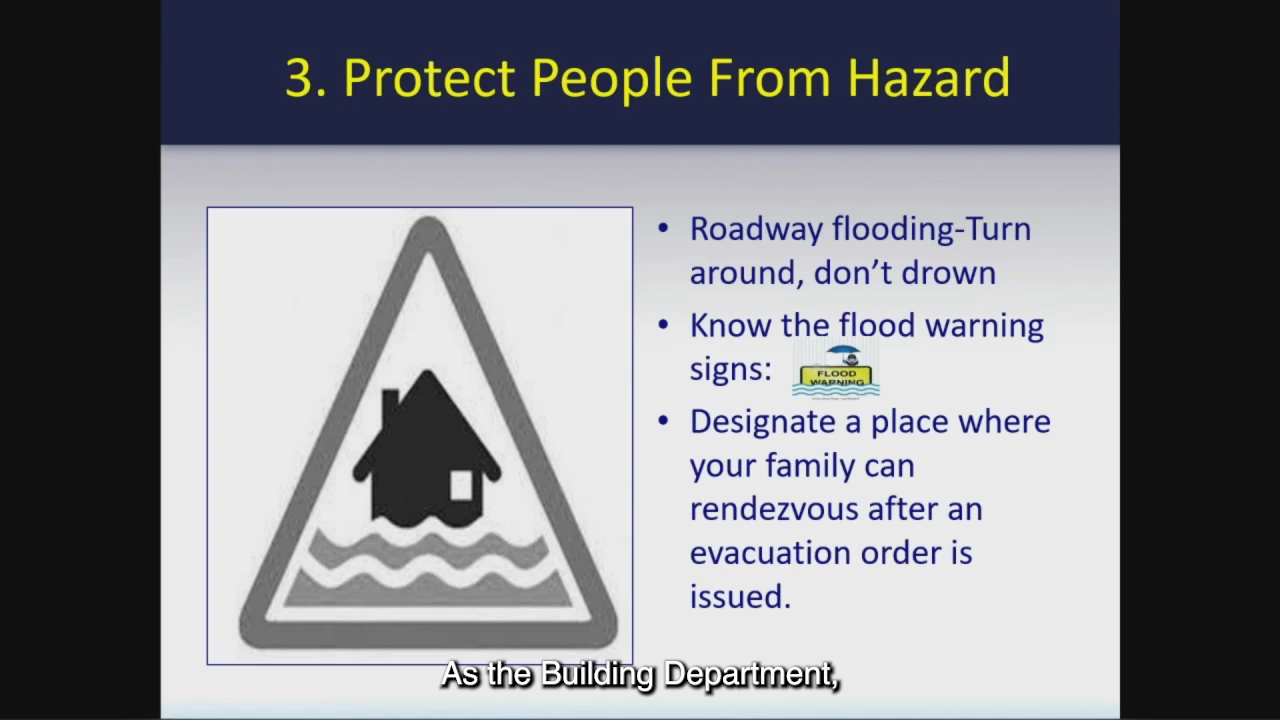 3. Protect People From Hazard
• Roadway flooding-Turn
around, don’t drown
• Know the flood warning
signs:
FLOOD
WARNING
• Designate a place where
your family can
rendezvous after an
evacuation order is
issued.
As the Building Department,